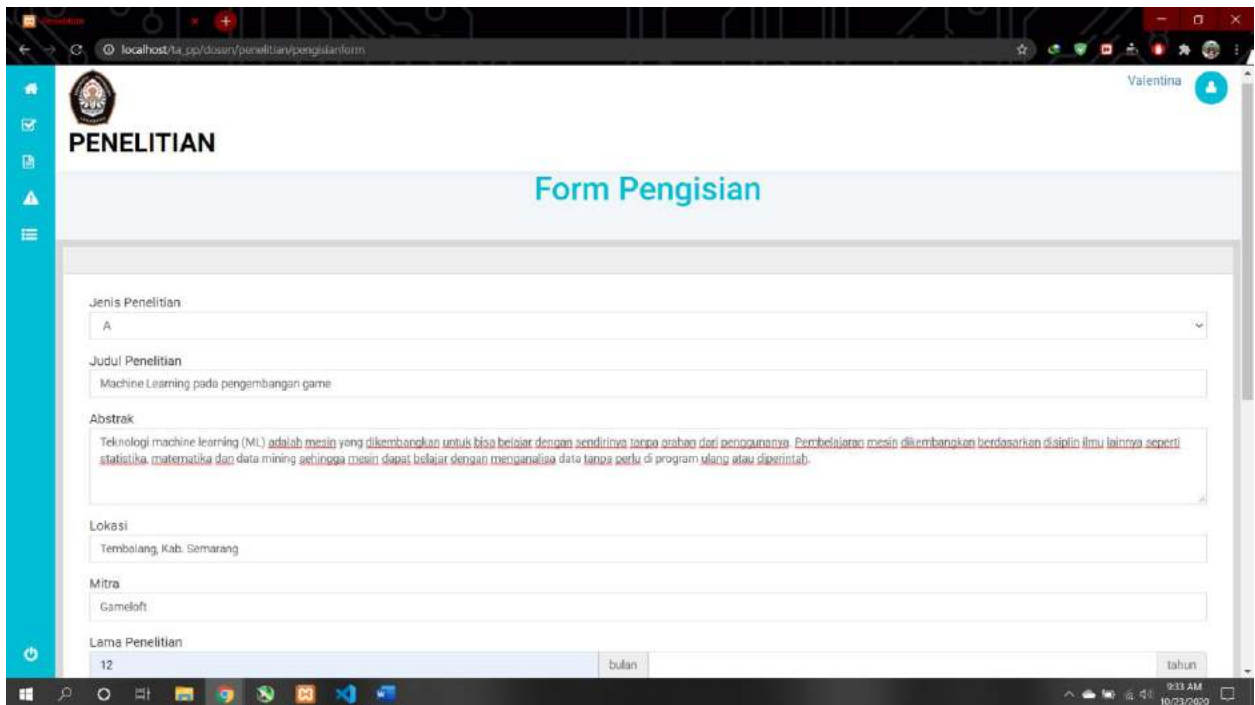 Penelitian
localhost/ta_pp/dosen/penelitian/pengisianform
Valentina
PENELITIAN
Form Pengisian
Jenis Penelitian
A
Judul Penelitian
Machine Learning pada pengembangan game
Abstrak
Teknologi machine learning (ML) adalah mesin yang dikembangkan untuk bisa belajar dengan sendirinya tanpa arahan dari penggunanya. Pembelajaran mesin dikembangkan berdasarkan disiplin ilmu lainnya seperti
statistika, matematika dan data mining sehingga mesin dapat belajar dengan menganalisa data tanpa perlu di program ulang atau diperintah.
Lokasi
Tembalang, Kab. Semarang
Mitra
Gameloft
Lama Penelitian
12 bulan tahun
9:33 AM
10/23/2020